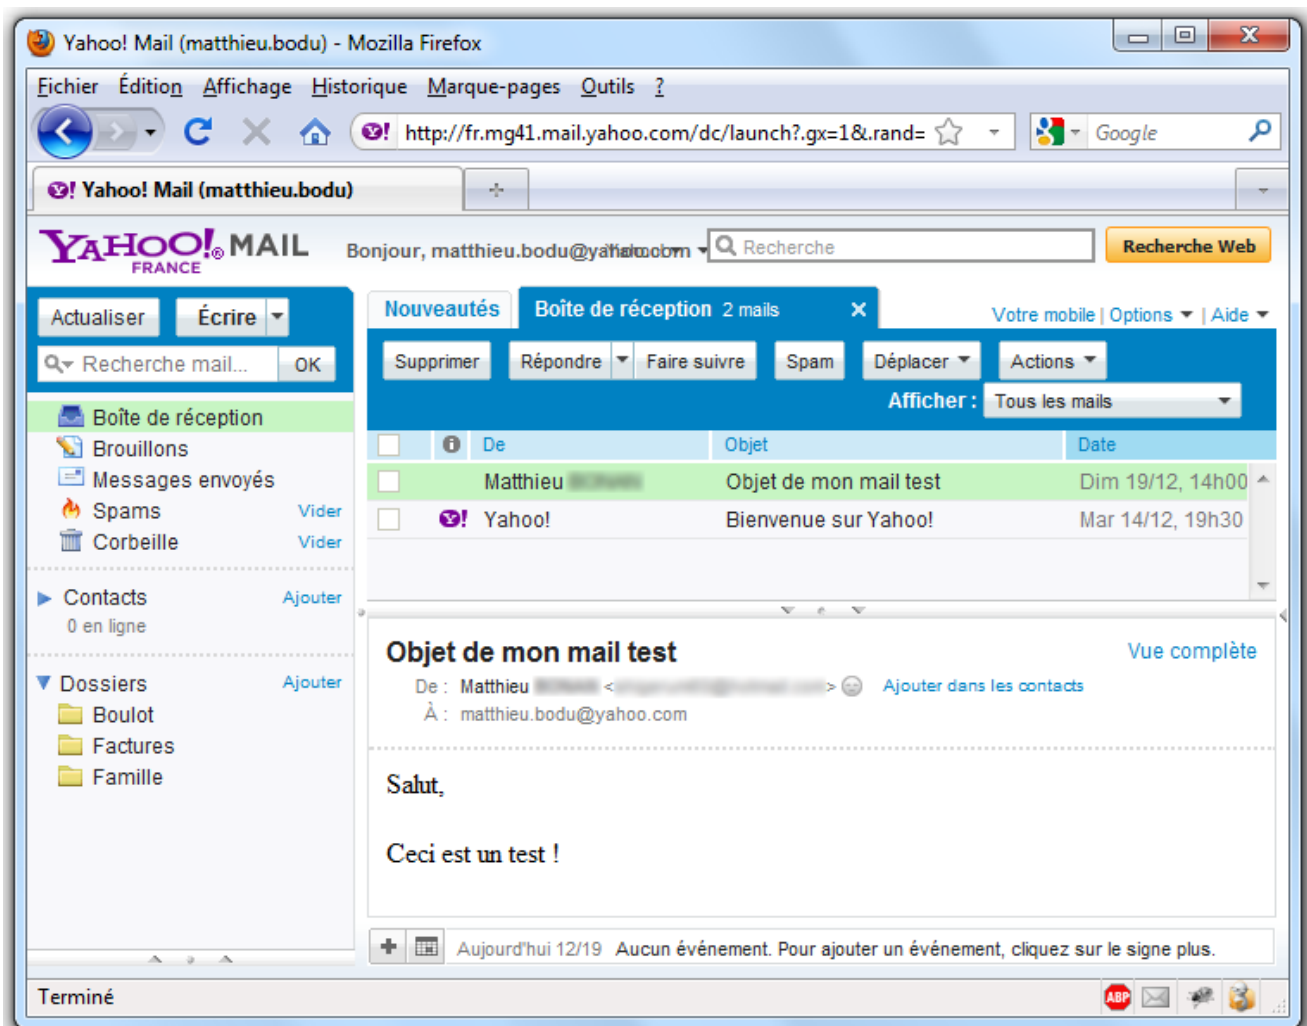 Yahoo! Mail (matthieu.bodu) - Mozilla Firefox
Fichier Édition Affichage Historique Marque-pages Outils ?
http://fr.mg41.mail.yahoo.com/dc/launch?.gx=1&.rand= Google
Yahoo! Mail (matthieu.bodu)
YAHOO!® MAIL
FRANCE
Bonjour, matthieu.bodu@yahoo.com Recherche Recherche Web
Actualiser Écrire
Recherche mail... OK
Nouveautés Boîte de réception 2 mails Votre mobile | Options | Aide
Supprimer Répondre Faire suivre Spam Déplacer Actions
Afficher : Tous les mails
Boîte de réception
Brouillons
Messages envoyés
Spams Vider
Corbeille Vider
Contacts Ajouter
0 en ligne
Dossiers Ajouter
Boulot
Factures
Famille
De Objet Date
Matthieu Objet de mon mail test Dim 19/12, 14h00
Yahoo! Bienvenue sur Yahoo! Mar 14/12, 19h30
Objet de mon mail test Vue complète
De : Matthieu < > Ajouter dans les contacts
À : matthieu.bodu@yahoo.com
Salut,
Ceci est un test !
Aujourd'hui 12/19 Aucun événement. Pour ajouter un événement, cliquez sur le signe plus.
Terminé ABP